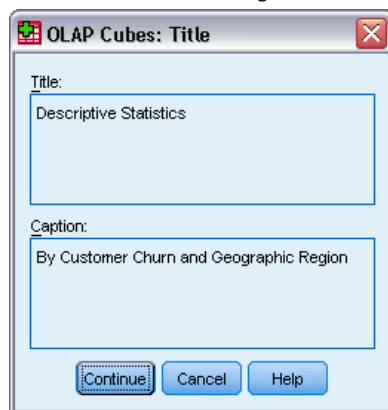 OLAP Cubes: Title
Title:
Descriptive Statistics
Caption:
By Customer Churn and Geographic Region
Continue Cancel Help